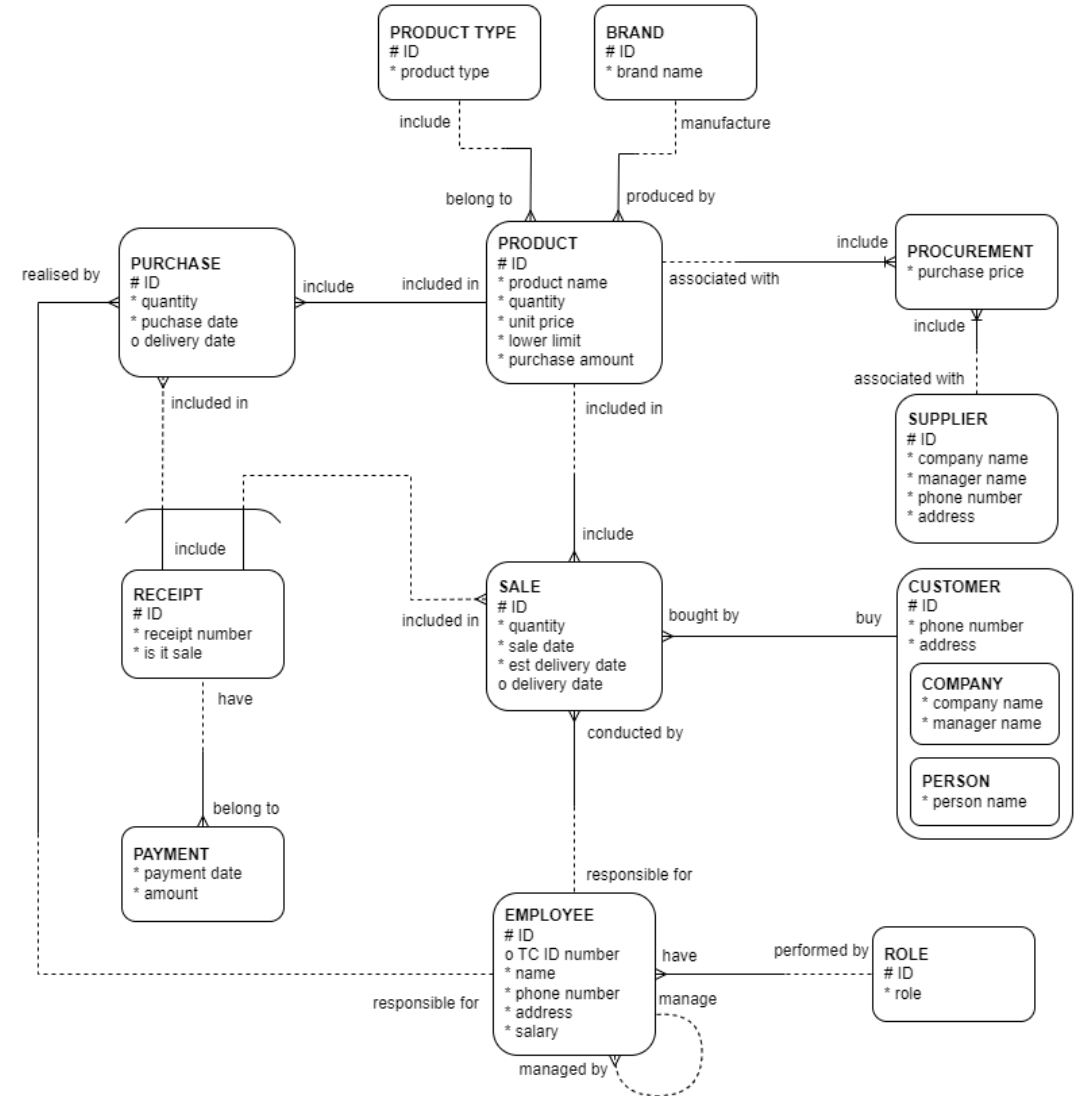 PRODUCT TYPE
# ID
* product type
BRAND
# ID
* brand name
include
manufacture
belong to
produced by
PURCHASE
# ID
* quantity
* puchase date
o delivery date
realised by
include
included in
PRODUCT
# ID
* product name
* quantity
* unit price
* lower limit
* purchase amount
include
associated with
PROCUREMENT
* purchase price
include
associated with
SUPPLIER
# ID
* company name
* manager name
* phone number
* address
included in
included in
include
include
RECEIPT
# ID
* receipt number
* is it sale
included in
SALE
# ID
* quantity
* sale date
* est delivery date
o delivery date
bought by
buy
CUSTOMER
# ID
* phone number
* address
COMPANY
* company name
* manager name
PERSON
* person name
have
conducted by
belong to
PAYMENT
* payment date
* amount
responsible for
EMPLOYEE
# ID
o TC ID number
* name
* phone number
* address
* salary
responsible for
have
performed by
ROLE
# ID
* role
manage
managed by